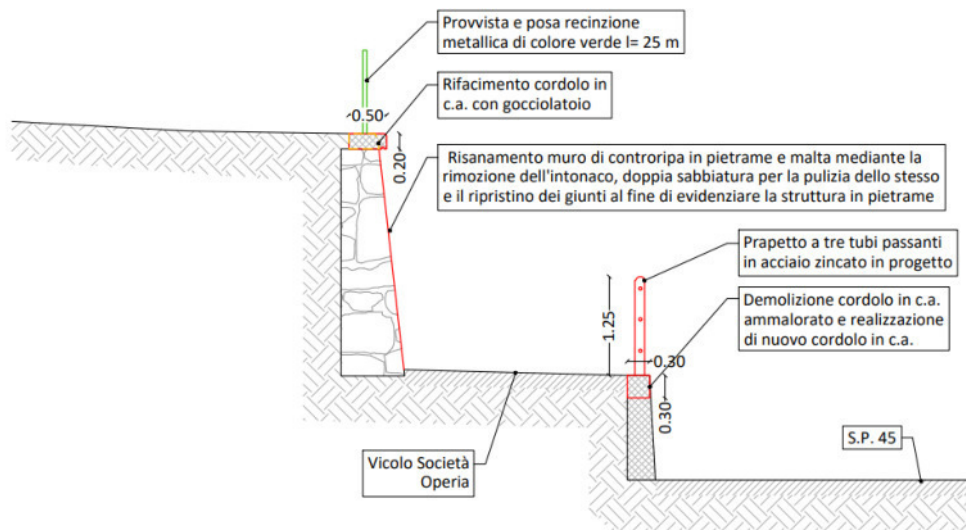 Provvista e posa recinzione
metallica di colore verde l= 25 m
Rifacimento cordolo in
c.a. con gocciolatoio
0.50
0.20
Risanamento muro di controripa in pietrame e malta mediante la
rimozione dell'intonaco, doppia sabbiatura per la pulizia dello stesso
e il ripristino dei giunti al fine di evidenziare la struttura in pietrame
Prapetto a tre tubi passanti
in acciaio zincato in progetto
1.25
Demolizione cordolo in c.a.
ammalorato e realizzazione
di nuovo cordolo in c.a.
0.30
0.30
S.P. 45
Vicolo Società
Operia